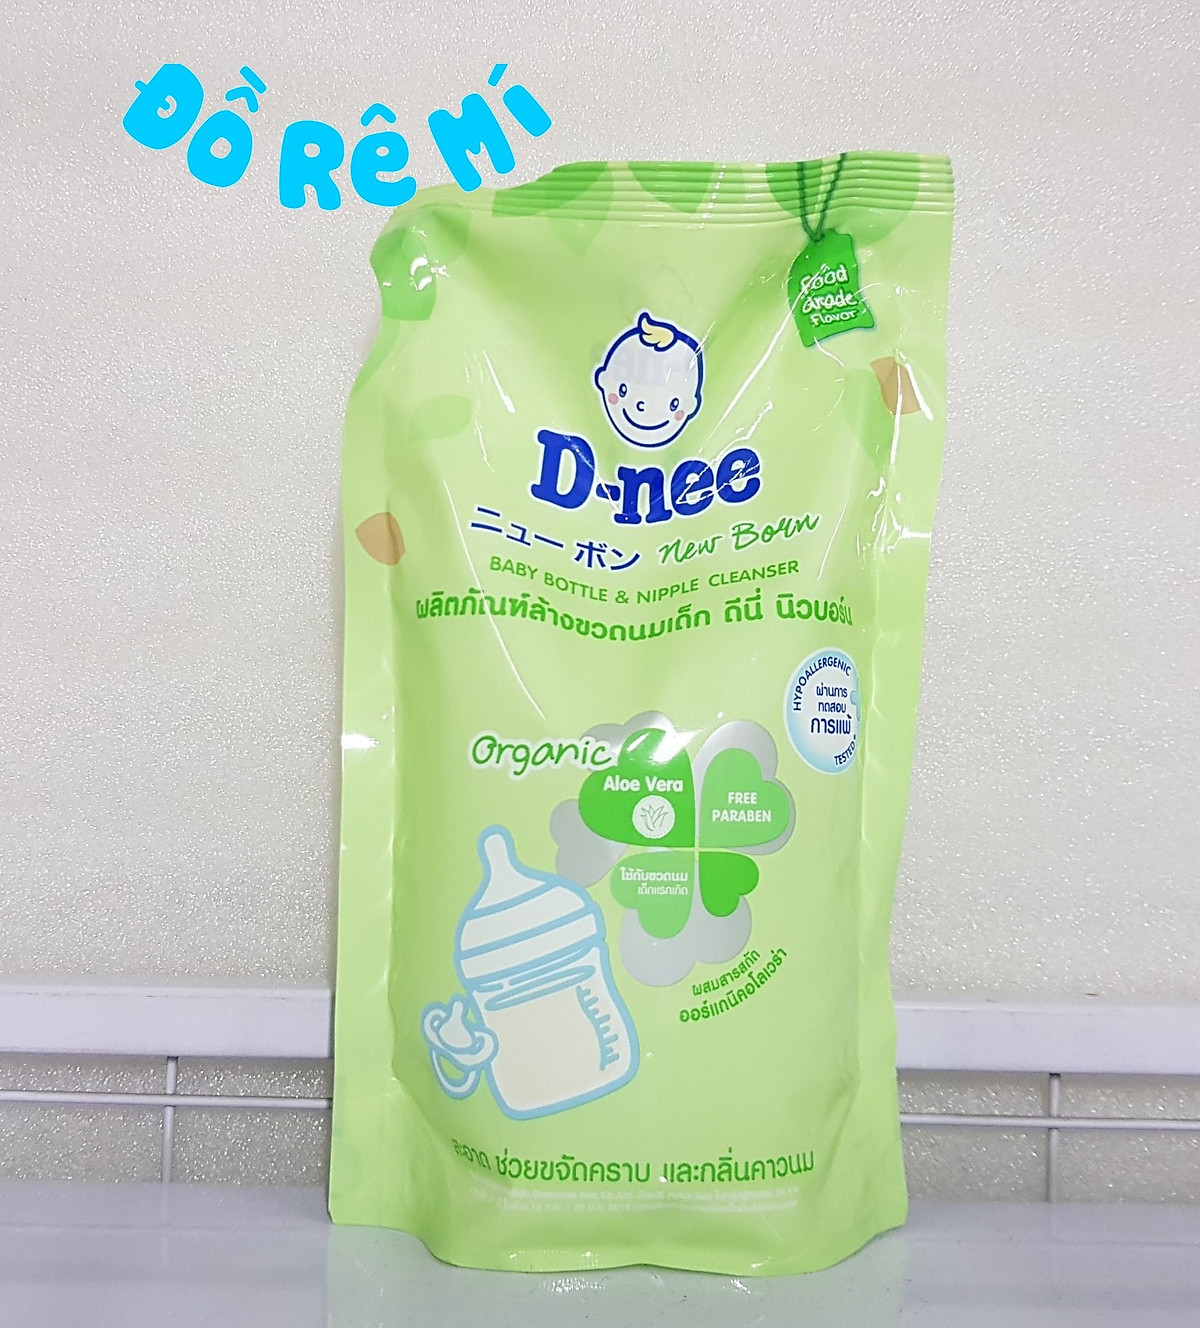 Đồ Rê Mí
Food
Grade
Flavor
D-nee
ニューボン New Born
BABY BOTTLE & NIPPLE CLEANSER
ผลิตภัณฑ์ล้างขวดนมเด็ก ดีนี่ นิวบอร์น
HYPOALLERGENIC
ผ่านการ
ทดสอบ
การแพ้
TESTED
Organic
Aloe Vera
FREE
PARABEN
ใช้กับขวดนม
เด็กแรกเกิด
ผสมสารสกัด
ออร์แกนิคอโลเวร่า
สะอาด ช่วยขจัดคราบ และกลิ่นคาวนม